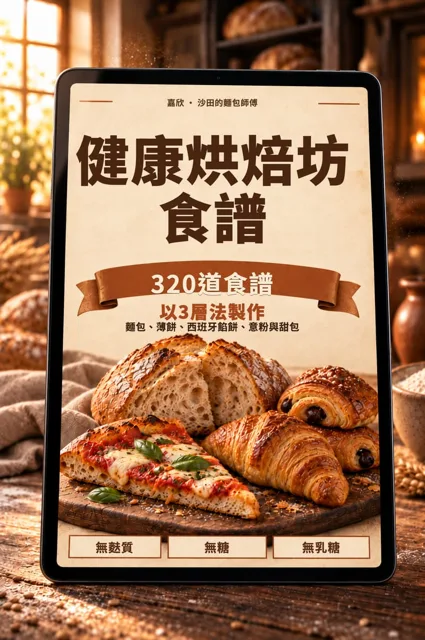 嘉欣 • 沙田的麵包師傅
健康烘焙坊
食譜
320道食譜
以3層法製作
麵包、薄餅、西班牙餡餅、意粉與甜包
無麩質
無糖
無乳糖